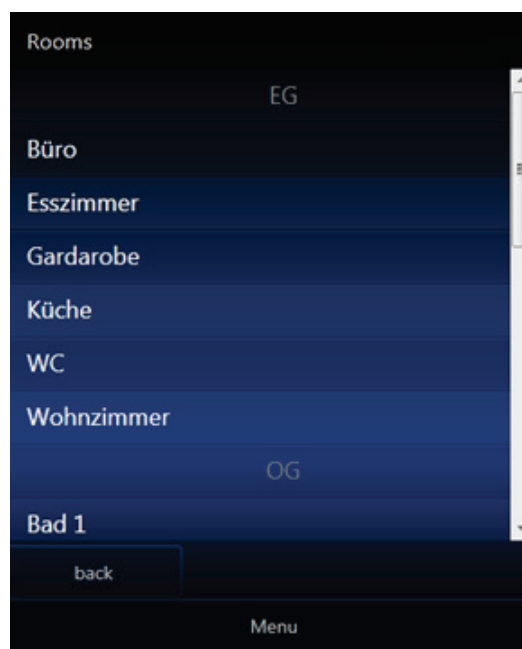 Rooms
EG
Büro
Esszimmer
Gardarobe
Küche
WC
Wohnzimmer
OG
Bad 1
back
Menu